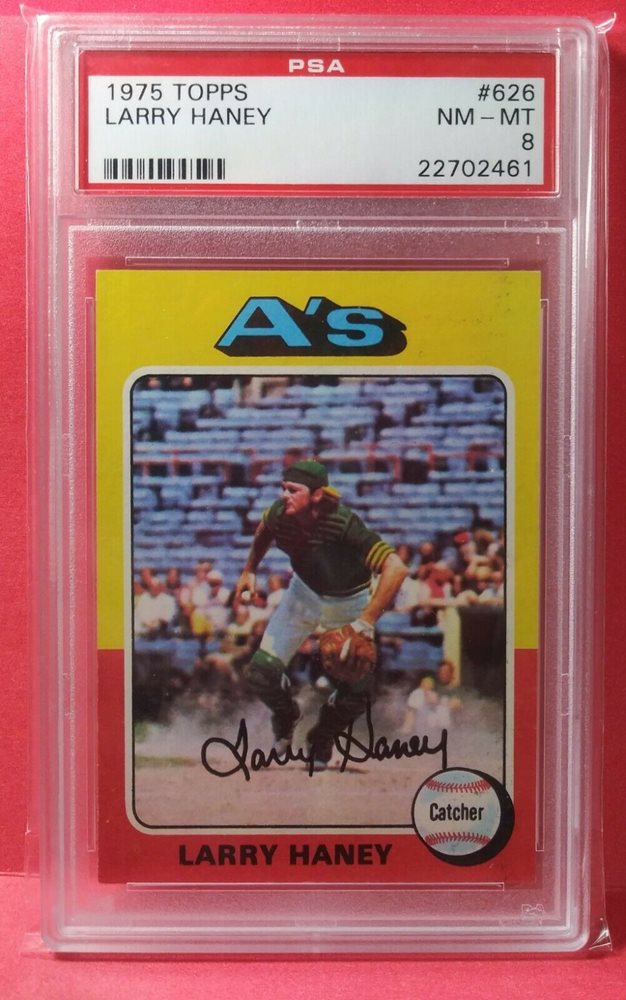 PSA
1975 TOPPS #626
LARRY HANEY NM - MT
8
22702461
A's
Larry Haney
Catcher
LARRY HANEY